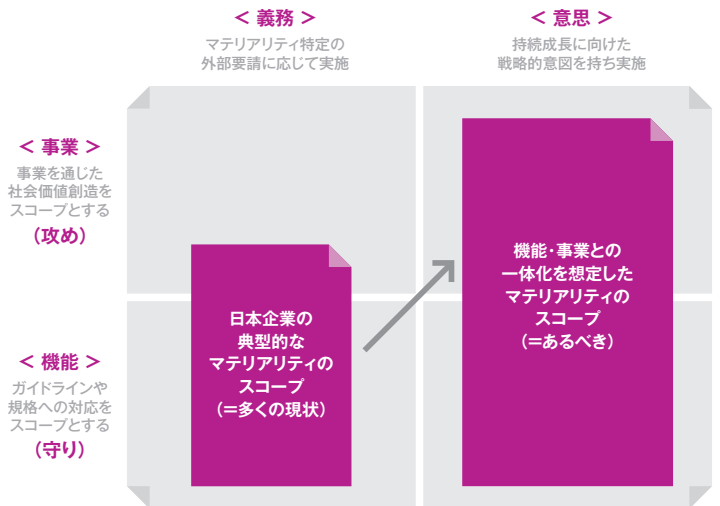 < 義務 >
マテリアリティ特定の
外部要請に応じて実施
< 意思 >
持続成長に向けた
戦略的意図を持ち実施
< 事業 >
事業を通じた
社会価値創造を
スコープとする
(攻め)
< 機能 >
ガイドラインや
規格への対応を
スコープとする
(守り)
日本企業の
典型的な
マテリアリティの
スコープ
(=多くの現状)
機能・事業との
一体化を想定した
マテリアリティの
スコープ
(=あるべき)